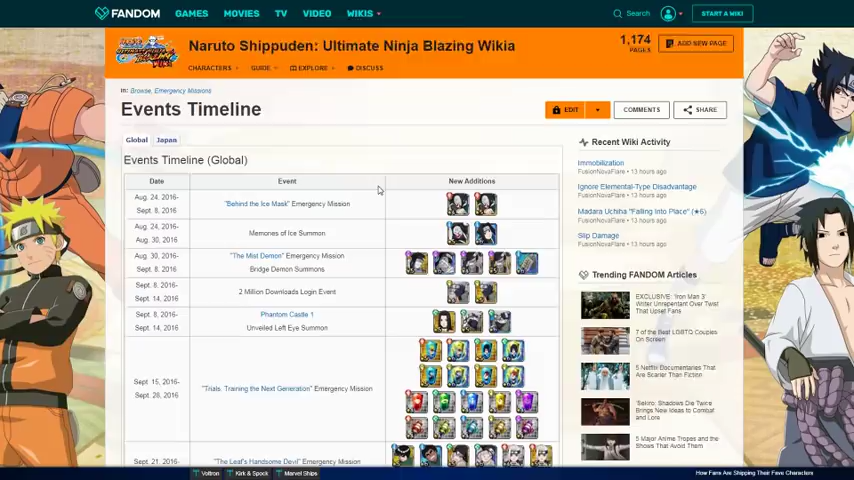 FANDOM
GAMES
MOVIES
TV
VIDEO
WIKIS
Search
START A WIKI
Naruto Shippuden: Ultimate Ninja Blazing Wikia
1,174
PAGES
ADD NEW PAGE
CHARACTERS
GUIDE
EXPLORE
DISCUSS
in: Browse, Emergency Missions
Events Timeline
EDIT
COMMENTS
SHARE
Global
Japan
Events Timeline (Global)
Date
Event
New Additions
Aug. 24, 2016-
Sept. 8, 2016
"Behind the Ice Mask" Emergency Mission
Aug. 24, 2016-
Aug. 30, 2016
Memories of Ice Summon
Aug. 30, 2016-
Sept. 8, 2016
"The Mist Demon" Emergency Mission
Bridge Demon Summons
Sept. 8, 2016-
Sept. 14, 2016
2 Million Downloads Login Event
Sept. 8, 2016-
Sept. 14, 2016
Phantom Castle 1
Unveiled Left Eye Summon
Sept. 15, 2016-
Sept. 28, 2016
"Trials: Training the Next Generation" Emergency Mission
Sept. 21, 2016-
"The Leaf's Handsome Devil" Emergency Mission
Recent Wiki Activity
Immobilization
FusionNovaFlare • 13 hours ago
Ignore Elemental-Type Disadvantage
FusionNovaFlare • 13 hours ago
Madara Uchiha "Falling Into Place" (★6)
FusionNovaFlare • 13 hours ago
Slip Damage
FusionNovaFlare • 13 hours ago
Trending FANDOM Articles
EXCLUSIVE: 'Iron Man 3'
Writer Unrepentant Over Twist
That Upset Fans
7 of the Best LGBTQ Couples
On Screen
5 Netflix Documentaries That
Are Scarier Than Fiction
'Sekiro: Shadows Die Twice'
Brings New Ideas to Combat
and Lore
5 Major Anime Tropes and the
Shows That Avoid Them
Voltron
Kirk & Spock
Marvel Ships
How Fans Are Shipping Their Fave Characters